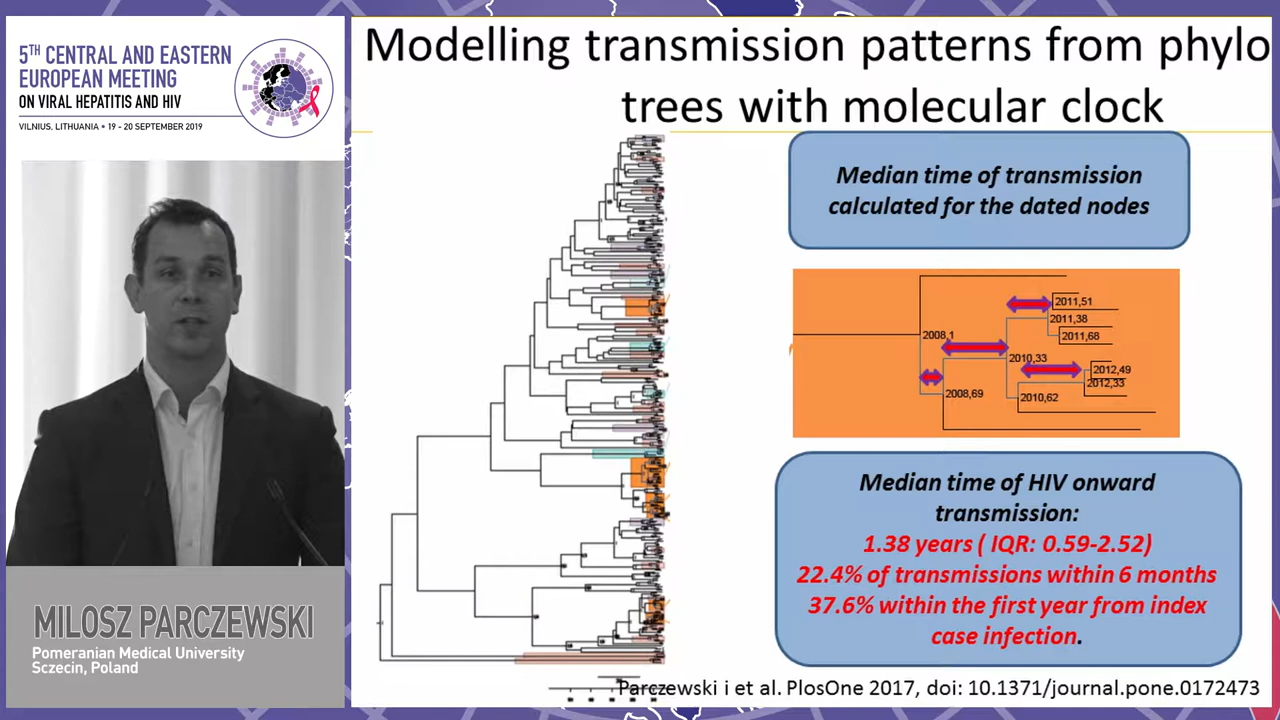 5TH CENTRAL AND EASTERN
EUROPEAN MEETING
ON VIRAL HEPATITIS AND HIV
VILNIUS, LITHUANIA • 19 - 20 SEPTEMBER 2019
MILOSZ PARCZEWSKI
Pomeranian Medical University
Sczecin, Poland
Modelling transmission patterns from phylo
trees with molecular clock
Median time of transmission
calculated for the dated nodes
2011,51
2011,38
2008,1
2011,68
2010,33
2012,49
2012,33
2008,69
2010,62
Median time of HIV onward
transmission:
1.38 years ( IQR: 0.59-2.52)
22.4% of transmissions within 6 months
37.6% within the first year from index
case infection.
Parczewski i et al. PlosOne 2017, doi: 10.1371/journal.pone.0172473